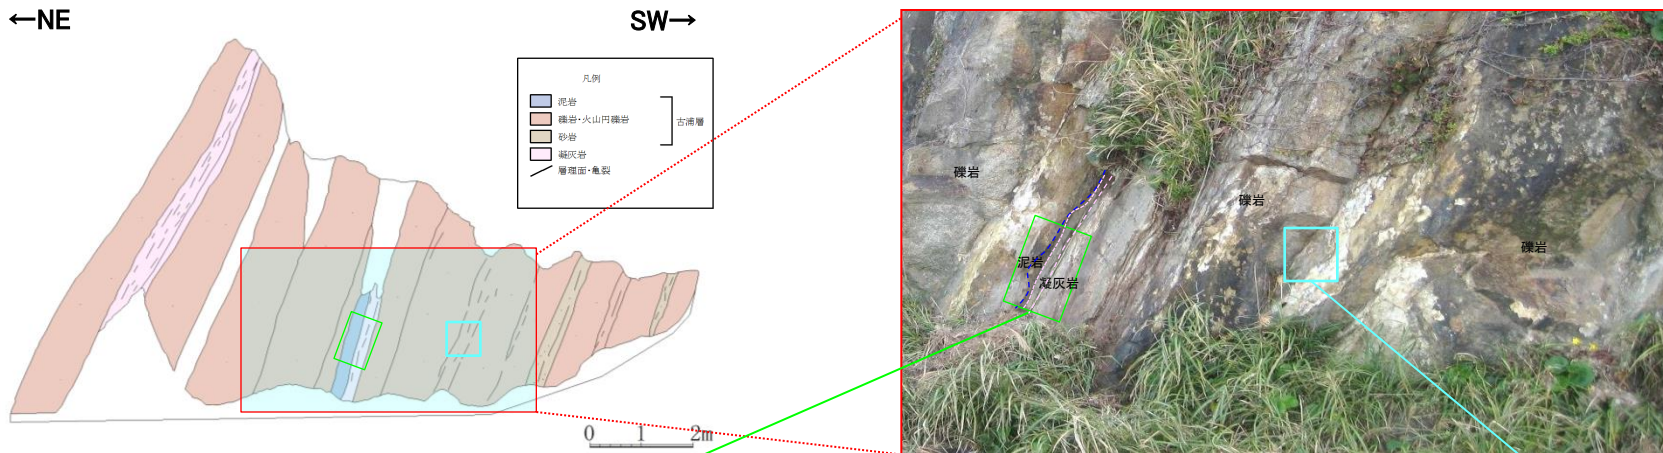 ←NE
SW→
凡例
泥岩
礫岩・火山円礫岩
砂岩
凝灰岩
層理面・亀裂
古浦層
0 1 2m
礫岩
礫岩
礫岩
泥岩
凝灰岩